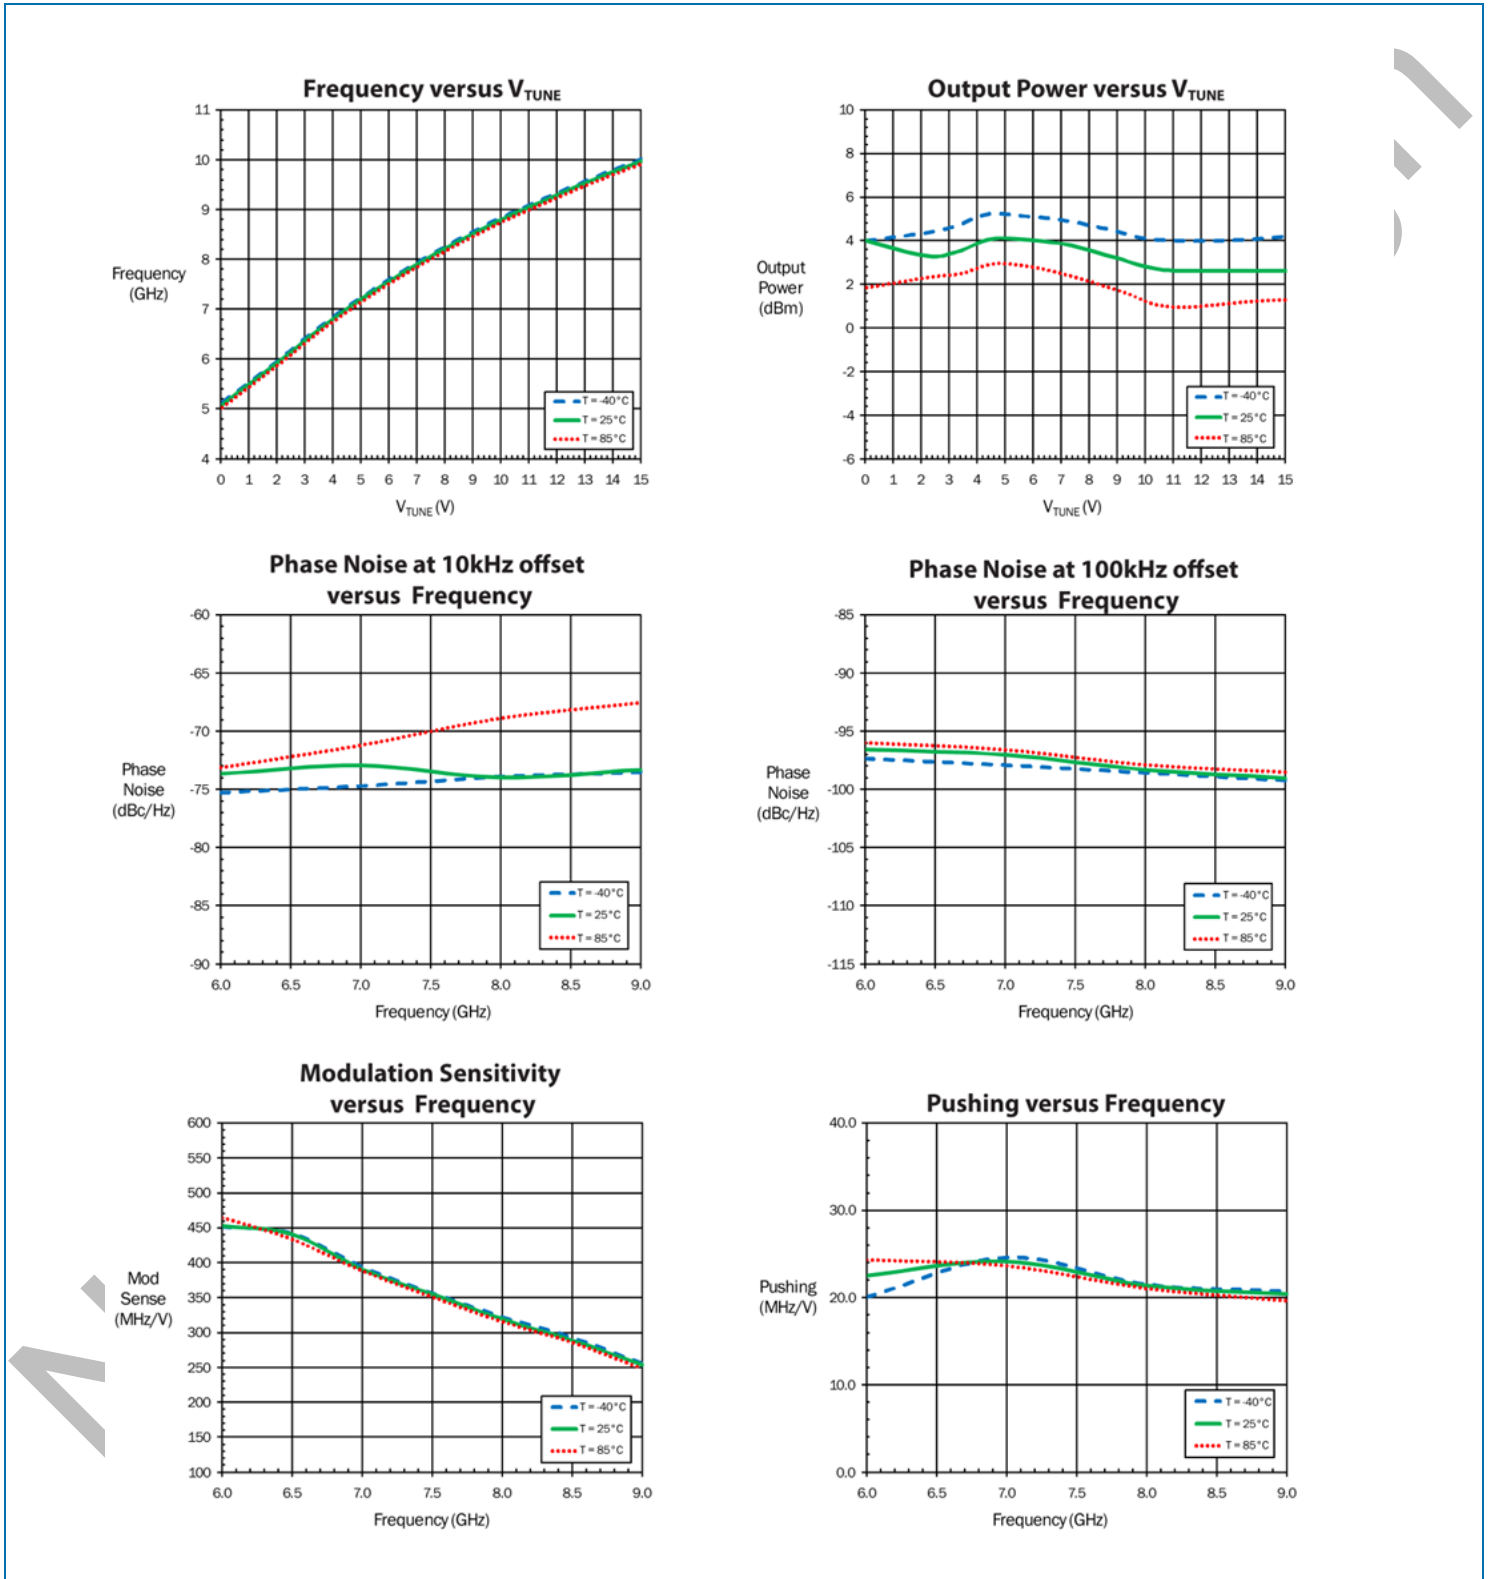 Frequency versus VTUNE
11
10
9
8
7
6
5
4
Frequency
(GHz)
T = -40°C
T = 25°C
T = 85°C
0 1 2 3 4 5 6 7 8 9 10 11 12 13 14 15
VTUNE (V)
Output Power versus VTUNE
10
8
6
4
2
0
-2
-4
-6
Output
Power
(dBm)
T = -40°C
T = 25°C
T = 85°C
0 1 2 3 4 5 6 7 8 9 10 11 12 13 14 15
VTUNE (V)
Phase Noise at 10kHz offset
versus Frequency
-60
-65
-70
-75
-80
-85
-90
Phase
Noise
(dBc/Hz)
T = -40°C
T = 25°C
T = 85°C
6.0 6.5 7.0 7.5 8.0 8.5 9.0
Frequency (GHz)
Phase Noise at 100kHz offset
versus Frequency
-85
-90
-95
-100
-105
-110
-115
Phase
Noise
(dBc/Hz)
T = -40°C
T = 25°C
T = 85°C
6.0 6.5 7.0 7.5 8.0 8.5 9.0
Frequency (GHz)
Modulation Sensitivity
versus Frequency
600
550
500
450
400
350
300
250
200
150
100
Mod
Sense
(MHz/V)
T = -40°C
T = 25°C
T = 85°C
6.0 6.5 7.0 7.5 8.0 8.5 9.0
Frequency (GHz)
Pushing versus Frequency
40.0
30.0
20.0
10.0
0.0
Pushing
(MHz/V)
T = -40°C
T = 25°C
T = 85°C
6.0 6.5 7.0 7.5 8.0 8.5 9.0
Frequency (GHz)